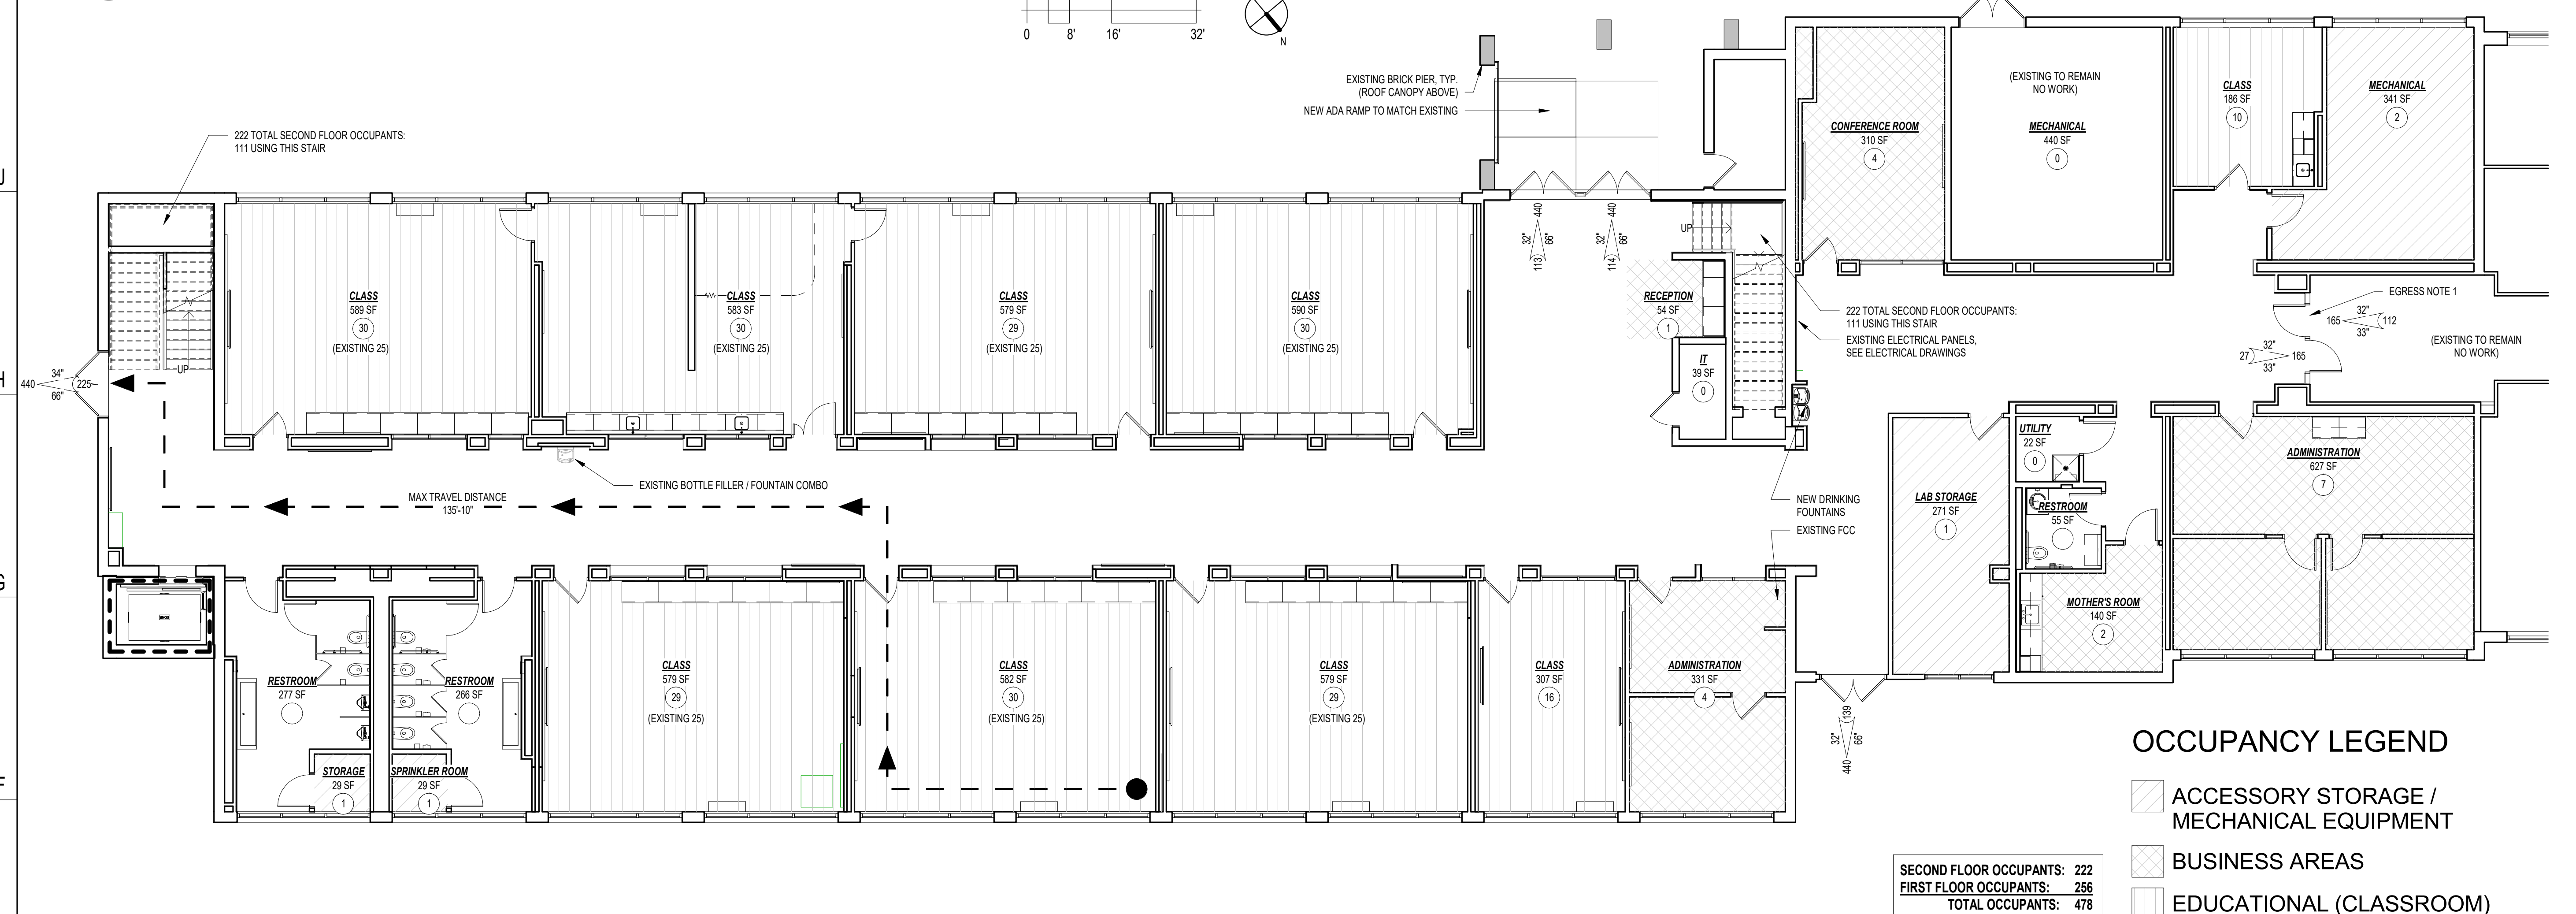 0 8' 16' 32'
N
EXISTING BRICK PIER, TYP.
(ROOF CANOPY ABOVE)
NEW ADA RAMP TO MATCH EXISTING
222 TOTAL SECOND FLOOR OCCUPANTS:
111 USING THIS STAIR
CONFERENCE ROOM
310 SF
4
(EXISTING TO REMAIN
NO WORK)
MECHANICAL
440 SF
0
CLASS
186 SF
10
MECHANICAL
341 SF
2
J
UP
CLASS
589 SF
30
(EXISTING 25)
CLASS
583 SF
30
(EXISTING 25)
CLASS
579 SF
29
(EXISTING 25)
CLASS
590 SF
30
(EXISTING 25)
440
32" 66"
113
440
32" 66"
114
UP
RECEPTION
54 SF
1
IT
39 SF
0
222 TOTAL SECOND FLOOR OCCUPANTS:
111 USING THIS STAIR
EXISTING ELECTRICAL PANELS,
SEE ELECTRICAL DRAWINGS
EGRESS NOTE 1
32"
165 112
33"
32"
27 165
33"
(EXISTING TO REMAIN
NO WORK)
H
34"
440 225
66"
MAX TRAVEL DISTANCE
135'-10"
EXISTING BOTTLE FILLER / FOUNTAIN COMBO
NEW DRINKING
FOUNTAINS
EXISTING FCC
LAB STORAGE
271 SF
1
UTILITY
22 SF
0
RESTROOM
55 SF
MOTHER'S ROOM
140 SF
2
ADMINISTRATION
627 SF
7
G
RESTROOM
277 SF
RESTROOM
266 SF
STORAGE
29 SF
1
SPRINKLER ROOM
29 SF
1
CLASS
579 SF
29
(EXISTING 25)
CLASS
582 SF
30
(EXISTING 25)
CLASS
579 SF
29
(EXISTING 25)
CLASS
307 SF
16
ADMINISTRATION
331 SF
4
139
32" 66"
440
F
OCCUPANCY LEGEND
ACCESSORY STORAGE /
MECHANICAL EQUIPMENT
BUSINESS AREAS
EDUCATIONAL (CLASSROOM)
SECOND FLOOR OCCUPANTS: 222
FIRST FLOOR OCCUPANTS: 256
TOTAL OCCUPANTS: 478